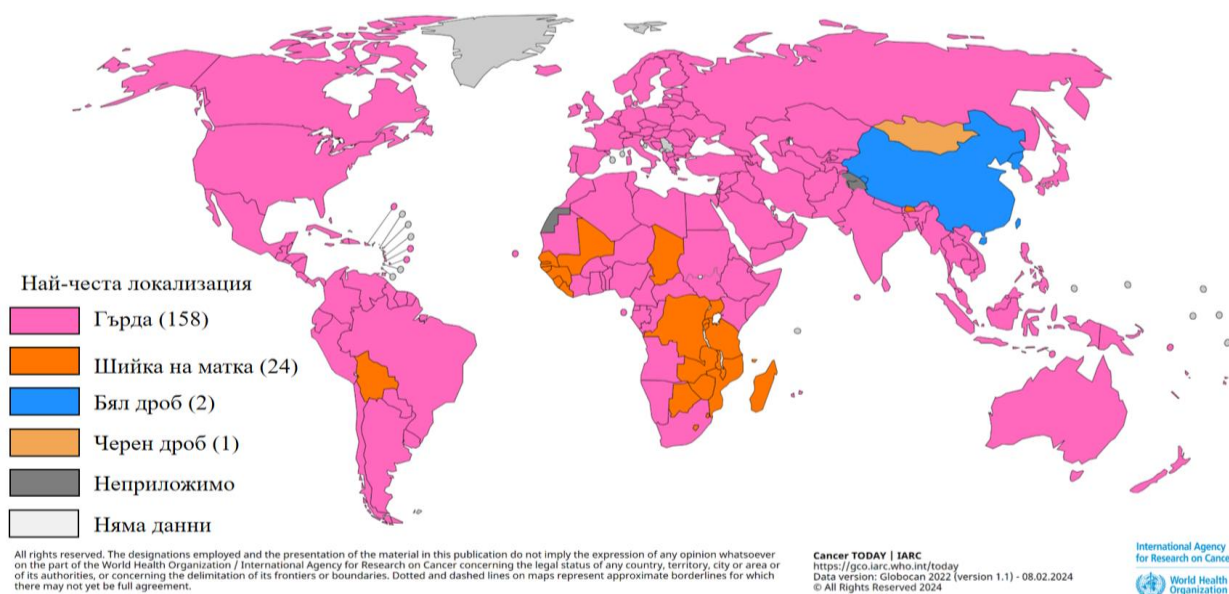 Най-честа локализация
Гърда (158)
Шийка на матка (24)
Бял дроб (2)
Черен дроб (1)
Неприложимо
Няма данни
All rights reserved. The designations employed and the presentation of the material in this publication do not imply the expression of any opinion whatsoever
on the part of the World Health Organization / International Agency for Research on Cancer concerning the legal status of any country, territory, city or area or
of its authorities, or concerning the delimitation of its frontiers or boundaries. Dotted and dashed lines on maps represent approximate borderlines for which
there may not yet be full agreement.
Cancer TODAY | IARC
https://gco.iarc.who.int/today
Data version: Globocan 2022 (version 1.1) - 08.02.2024
© All Rights Reserved 2024
International Agency
for Research on Cance
World Health
Organization